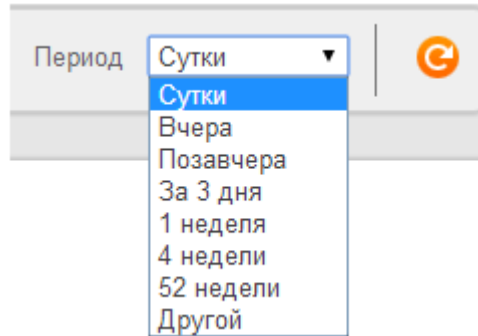 Период Сутки
Сутки
Вчера
Позавчера
За 3 дня
1 неделя
4 недели
52 недели
Другой